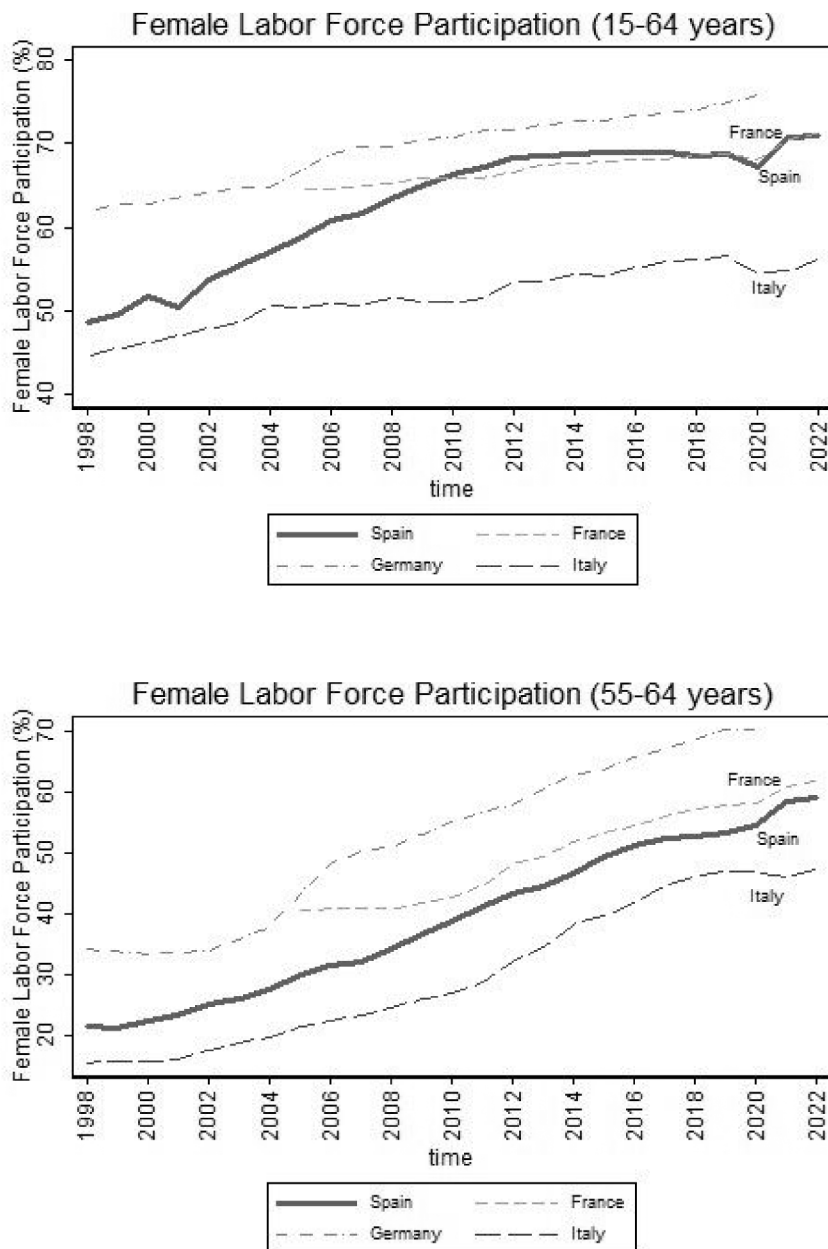 Female Labor Force Participation (15-64 years)
Female Labor Force Participation (%)
80
70
60
50
40
France
Spain
Italy
1998 2000 2002 2004 2006 2008 2010 2012 2014 2016 2018 2020 2022
time
Spain France
Germany Italy
Female Labor Force Participation (55-64 years)
Female Labor Force Participation (%)
70
60
50
40
30
20
France
Spain
Italy
1998 2000 2002 2004 2006 2008 2010 2012 2014 2016 2018 2020 2022
time
Spain France
Germany Italy